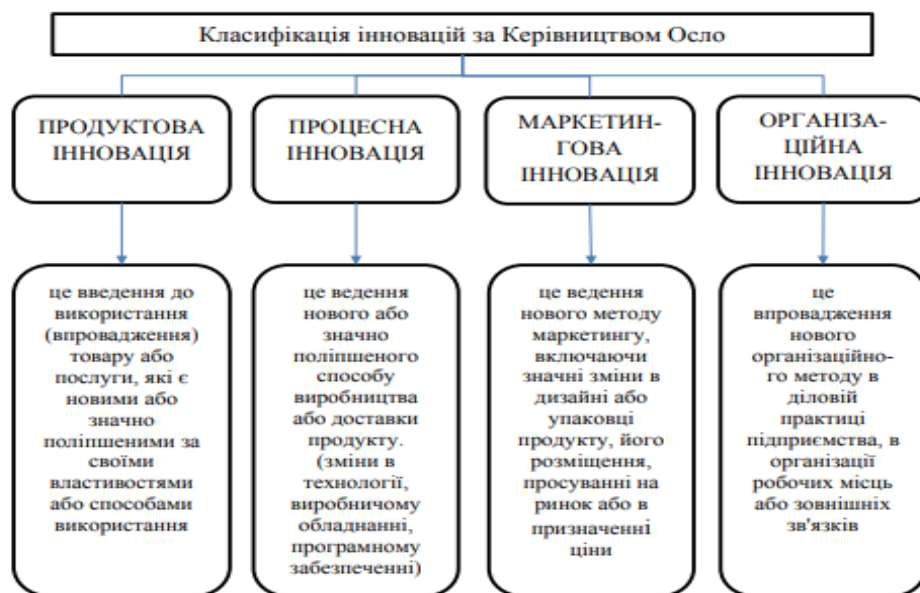 Класифікація інновацій за Керівництвом Осло
ПРОДУКТОВА
ІННОВАЦІЯ
ПРОЦЕСНА
ІННОВАЦІЯ
МАРКЕТИН-
ГОВА
ІННОВАЦІЯ
ОРГАНІЗА-
ЦІЙНА
ІННОВАЦІЯ
це введення до
використання
(впровадження)
товару або
послуги, які є
новими або
значно
поліпшеними за
своїми
властивостями
або способами
використання
це ведення
нового або
значно
поліпшеного
способу
виробництва
або доставки
продукту.
(зміни в
технології,
виробничому
обладнанні,
програмному
забезпеченні)
це ведення
нового методу
маркетингу,
включаючи
значні зміни в
дизайні або
упаковці
продукту, його
розміщення,
просуванні на
ринок або в
призначенні
ціни
це
впровадження
нового
організаційно-
го методу в
діловій
практиці
підприємства, в
організації
робочих місць
або зовнішніх
зв'язків